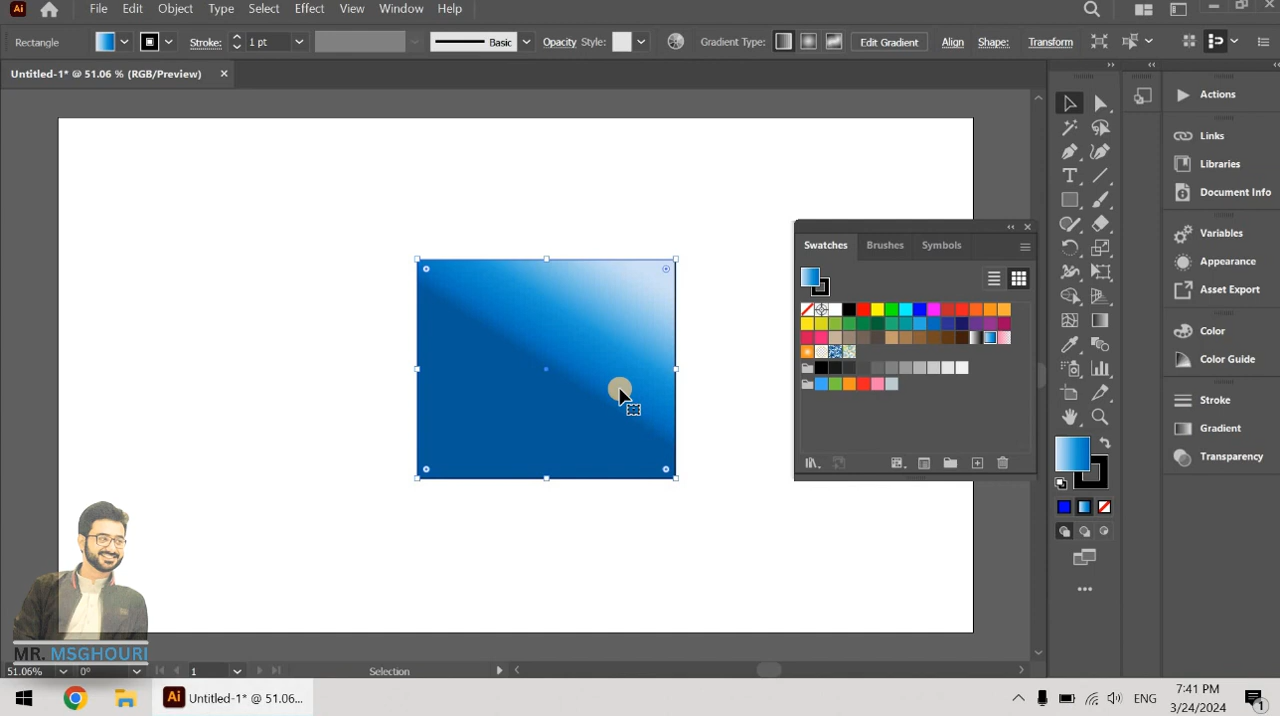 Ai File Edit Object Type Select Effect View Window Help
Rectangle Stroke: 1 pt Basic Opacity Style: Gradient Type: Edit Gradient Align Shape: Transform
Untitled-1* @ 51.06 % (RGB/Preview) ×
Actions
Links
Libraries
Document Info
Variables
Appearance
Asset Export
Color
Color Guide
Stroke
Gradient
Transparency
Swatches Brushes Symbols
MR. MSGHOURI
51.06% 0° 1 Selection
Ai Untitled-1* @ 51.06... ENG 7:41 PM
3/24/2024 1